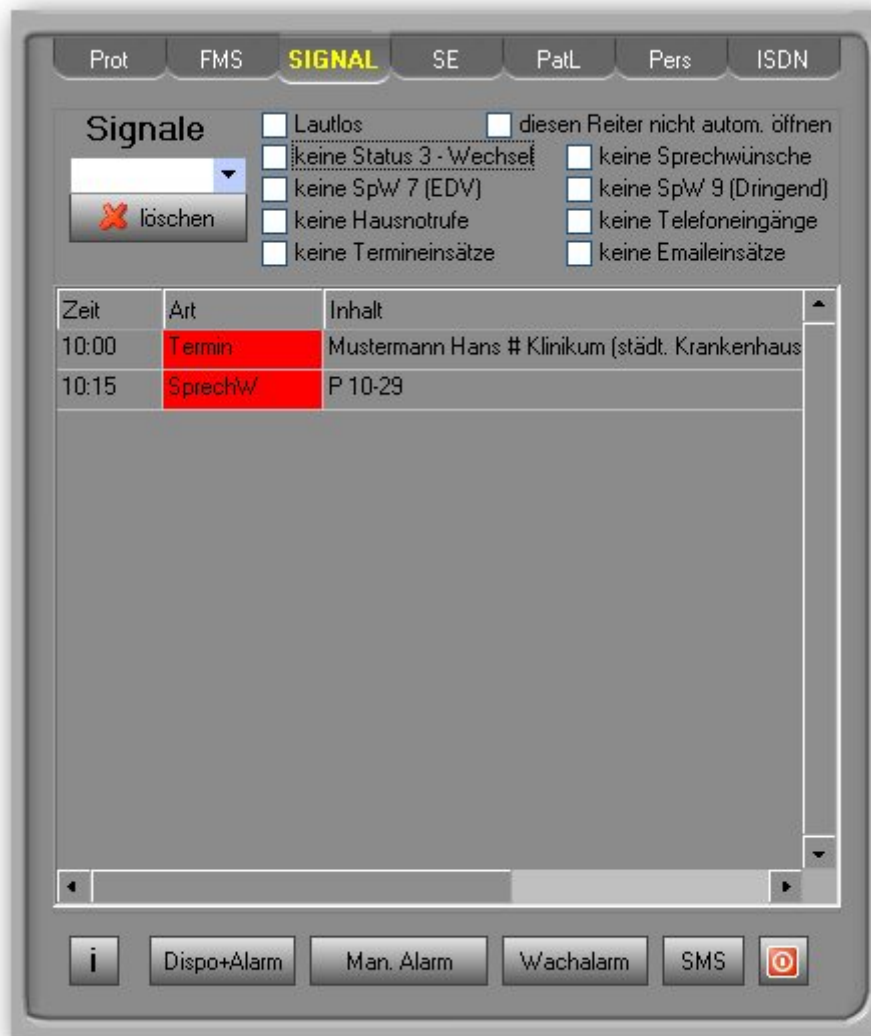 Prot FMS SIGNAL SE PatL Pers ISDN
Signale
Lautlos diesen Reiter nicht autom. öffnen
keine Status 3 - Wechsel keine Sprechwünsche
keine SpW 7 (EDV) keine SpW 9 (Dringend)
löschen keine Hausnotrufe keine Telefoneingänge
keine Termineinsätze keine Emaileinsätze
Zeit Art Inhalt
10:00 Termin Mustermann Hans # Klinikum (städt. Krankenhaus
10:15 SprechW P 10-29
i Dispo+Alarm Man. Alarm Wachalarm SMS